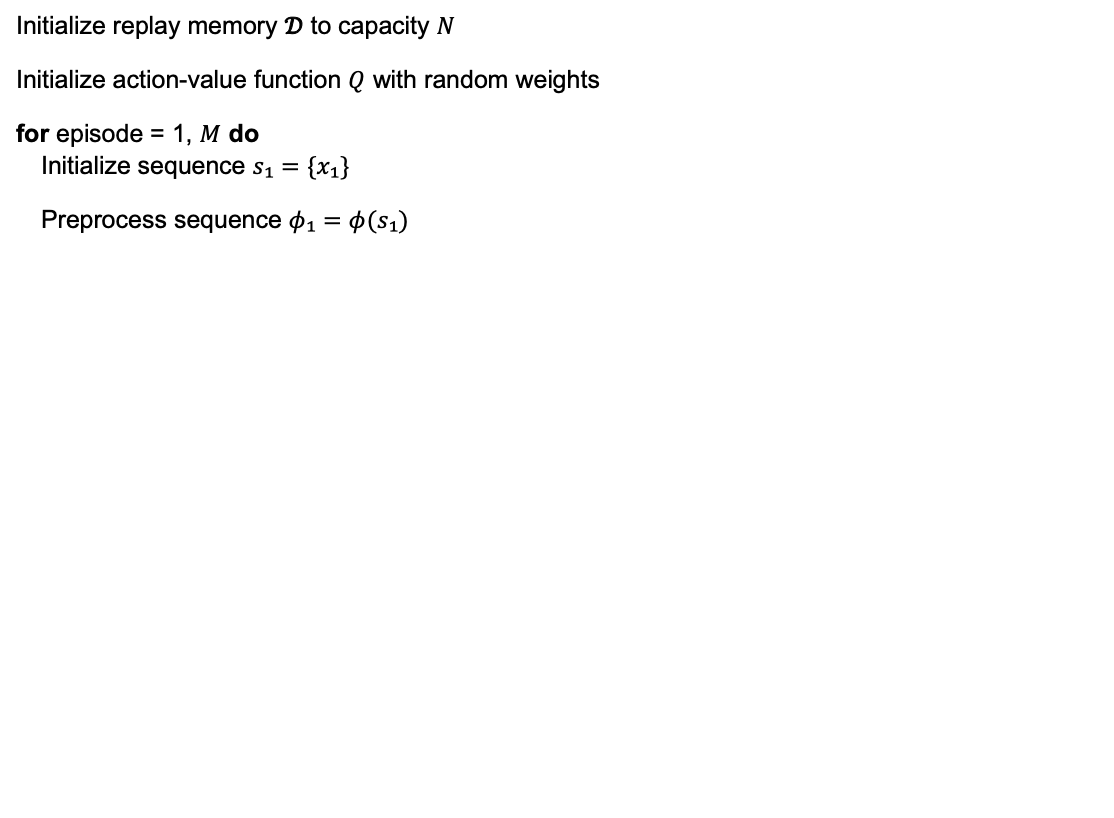 Initialize replay memory 𝓓 to capacity 𝑁
Initialize action-value function 𝑄 with random weights
for episode = 1, 𝑀 do
Initialize sequence 𝑠₁ = {𝑥₁}
Preprocess sequence 𝜙₁ = 𝜙(𝑠₁)